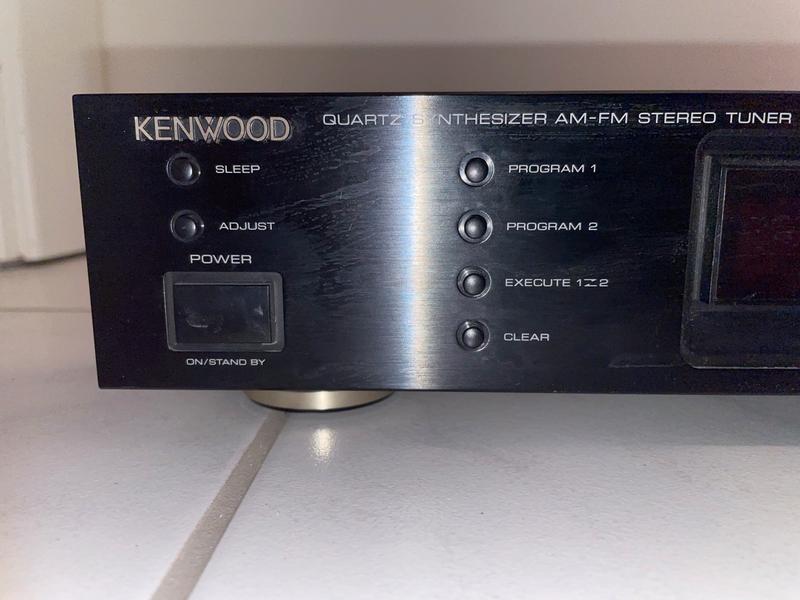 KENWOOD
QUARTZ SYNTHESIZER AM-FM STEREO TUNER
SLEEP
ADJUST
POWER
ON/STAND BY
PROGRAM 1
PROGRAM 2
EXECUTE 1⇄2
CLEAR